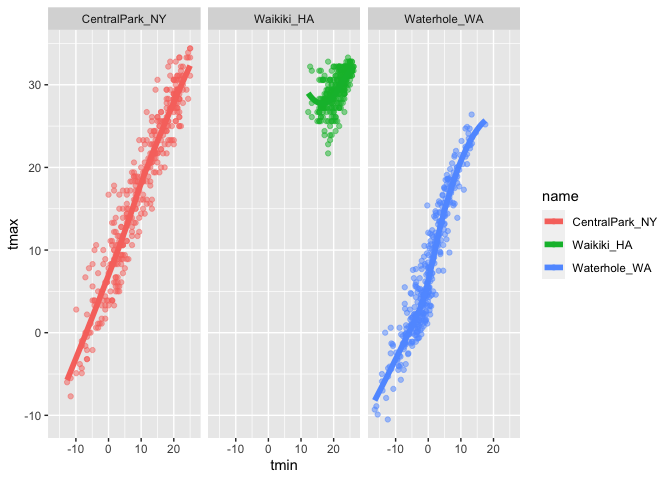 CentralPark_NY Waikiki_HA Waterhole_WA
30
20
10
0
-10
tmax
-10 0 10 20 -10 0 10 20 -10 0 10 20
tmin
name
CentralPark_NY
Waikiki_HA
Waterhole_WA